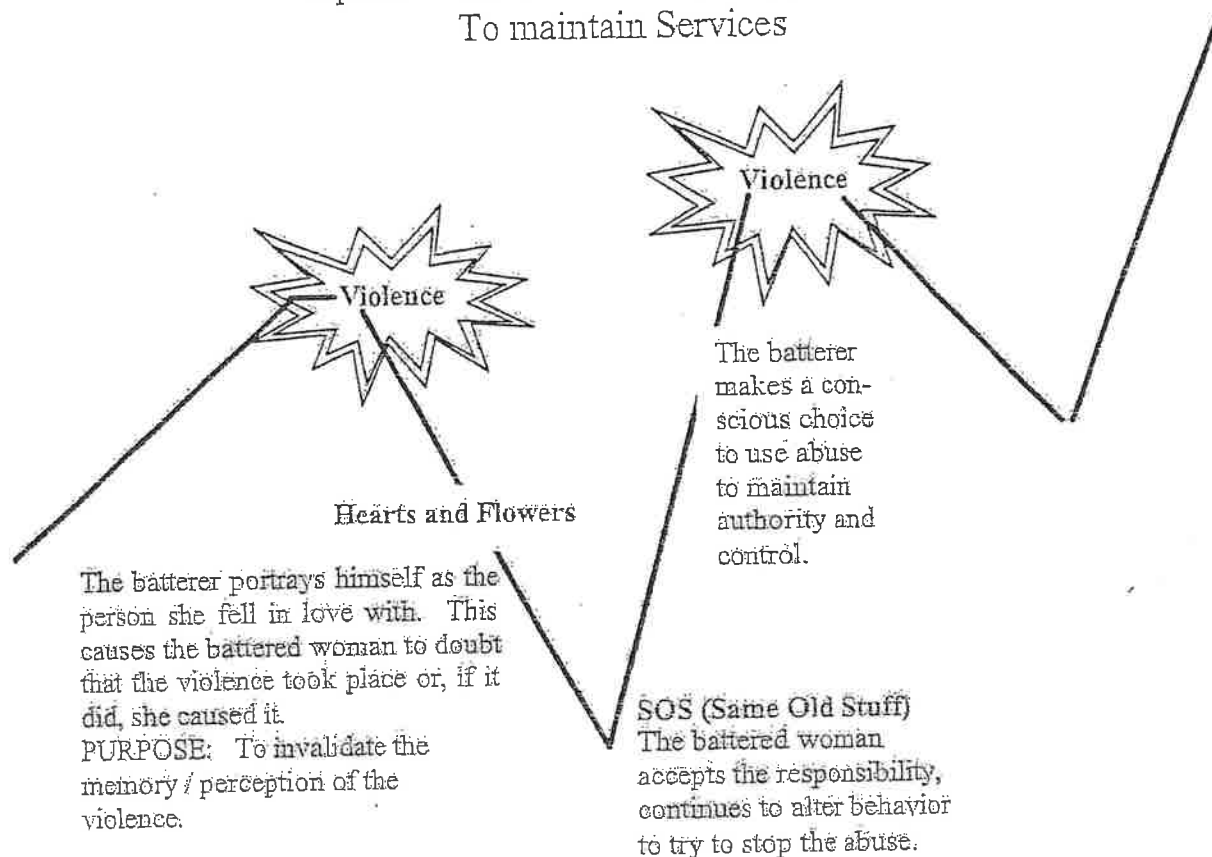 To maintain Services
Violence
Violence
The batterer
makes a con-
scious choice
to use abuse
to maintain
authority and
control.
Hearts and Flowers
The batterer portrays himself as the
person she fell in love with. This
causes the battered woman to doubt
that the violence took place or, if it
did, she caused it.
PURPOSE: To invalidate the
memory / perception of the
violence.
SOS (Same Old Stuff)
The battered woman
accepts the responsibility,
continues to alter behavior
to try to stop the abuse.